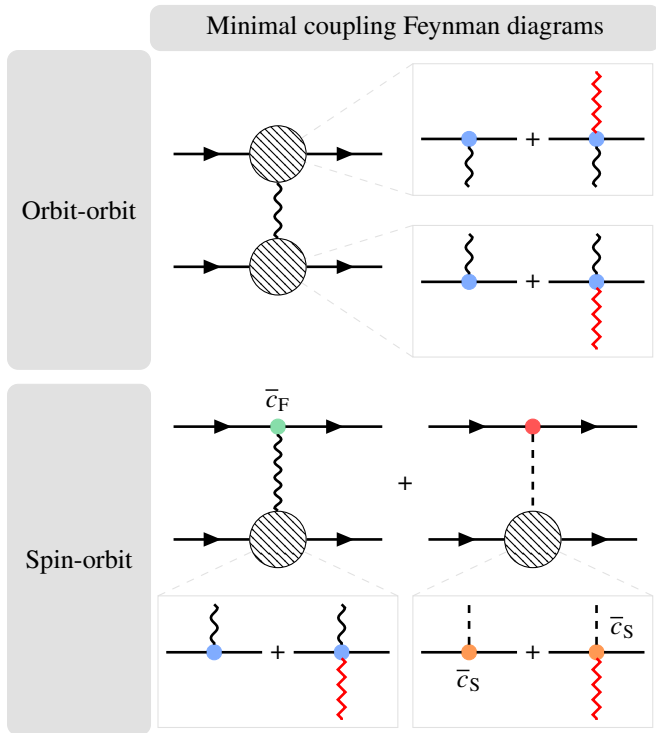 Minimal coupling Feynman diagrams
Orbit-orbit
+
+
Spin-orbit
c̅F
+
+
c̅S
+
c̅S